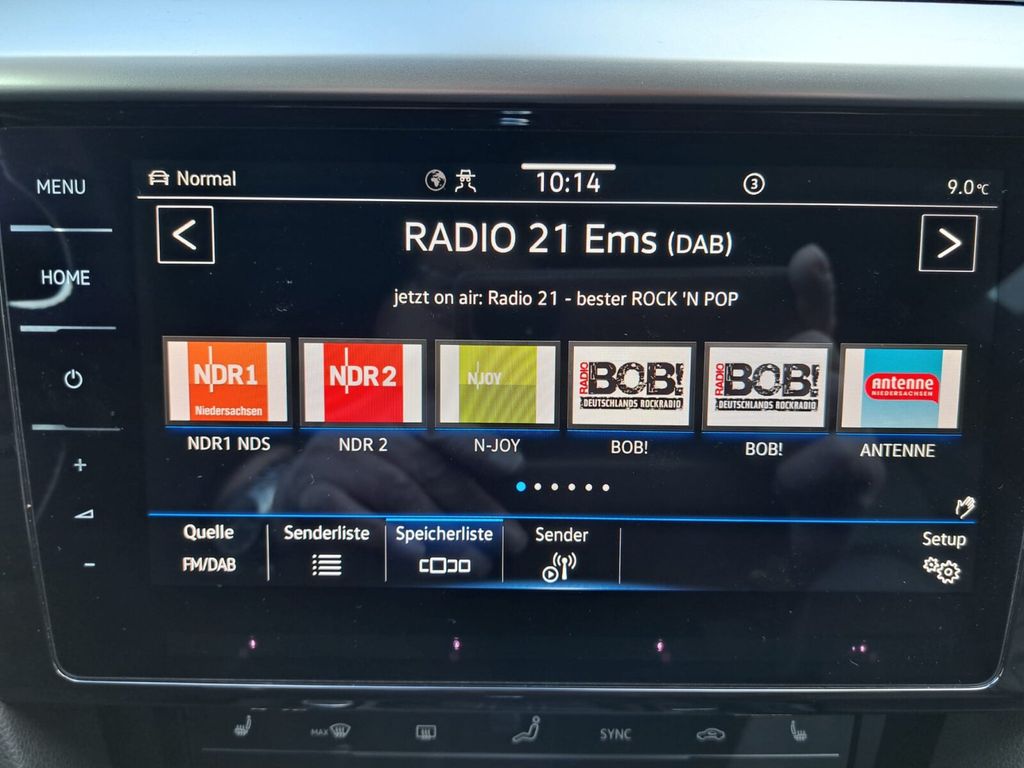 MENU
HOME
+
-
Normal
10:14
3
9.0°C
<
RADIO 21 Ems (DAB)
>
jetzt on air: Radio 21 - bester ROCK 'N POP
NDR1
Niedersachsen
NDR1 NDS
NDR2
NDR 2
NJOY
N-JOY
RADIO
BOB!
DEUTSCHLANDS ROCKRADIO
BOB!
RADIO
BOB!
DEUTSCHLANDS ROCKRADIO
BOB!
Antenne
NIEDERSACHSEN
ANTENNE
Quelle
FM/DAB
Senderliste
Speicherliste
Sender
Setup
MAX
SYNC